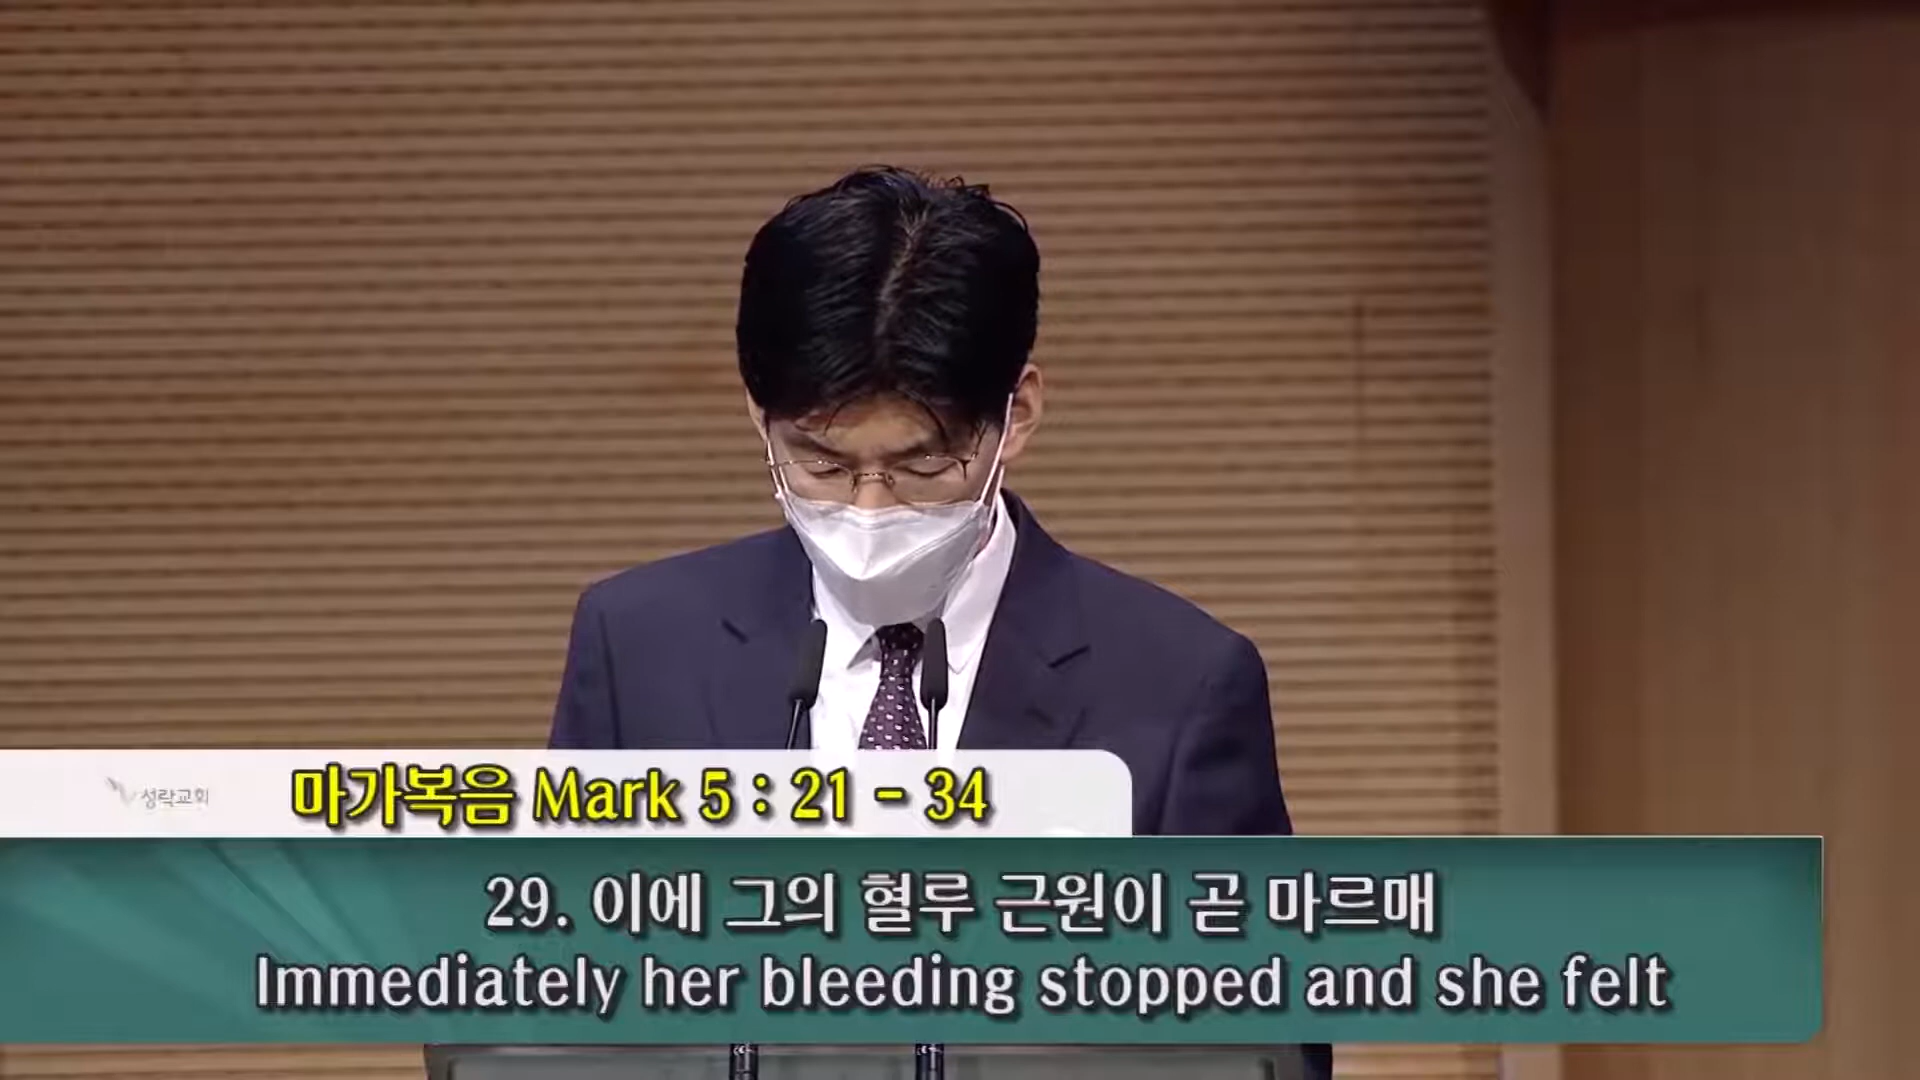 성락교회
마가복음 Mark 5 : 21 - 34
29. 이에 그의 혈루 근원이 곧 마르매
Immediately her bleeding stopped and she felt